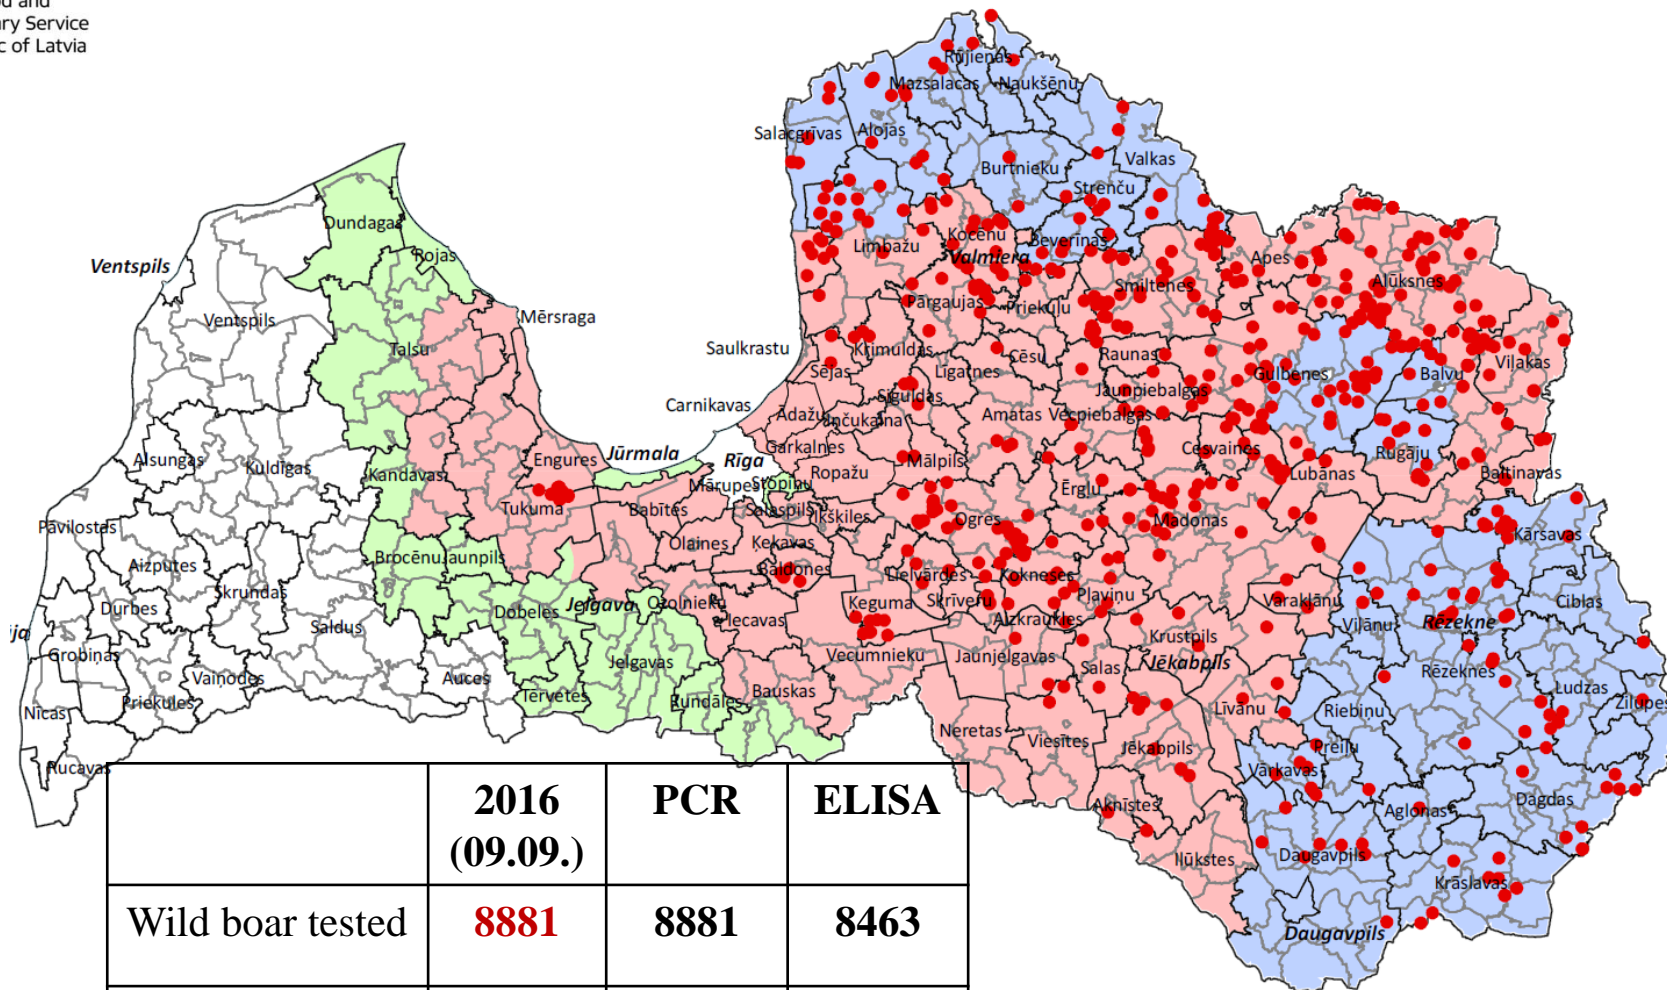 d and
ry Service
c of Latvia
Rūjienas
Mazsalacas
Naukšēnu
Salacgrīvas
Alojas
Burtnieku
Valkas
Strenču
Dundagas
Rojas
Kocēnu
Beverīnas
Limbažu
Valmiera
Apes
Ventspils
Smiltenes
Alūksnes
Pārgaujas
Priekuļu
Ventspils
Mērsraga
Talsu
Saulkrastu
Krimuldas
Cēsu
Raunas
Viļakas
Sējas
Līgatnes
Gulbenes
Balvu
Siguldas
Jaunpiebalgas
Carnikavas
Ādažu
Inčukalna
Amatas
Vecpiebalgas
Garkalnes
Cesvaines
Rugāju
Jūrmala
Rīga
Alsungas
Kuldīgas
Kandavas
Engures
Mālpils
Ropažu
Lubānas
Baltinavas
Mārupes
Stopiņu
Ērgļu
Tukuma
Babītes
Salaspils
Ikšķiles
Ogres
Madonas
Pāvilostas
Kārsavas
Olaines
Ķekavas
Brocēnu
Jaunpils
Aizputes
Baldones
Lielvārdes
Kokneses
Skrundas
Pļaviņu
Durbes
Dobeles
Jelgava
Ozolnieku
Ķeguma
Skrīveru
Varakļānu
Ciblas
Iecavas
Aizkraukles
Viļānu
Rēzekne
ija
Saldus
Krustpils
Grobiņas
Jelgavas
Vecumnieku
Jaunjelgavas
Salas
Jēkabpils
Rēzeknes
Vaiņodes
Auces
Tērvetes
Bauskas
Ludzas
Priekules
Rundāles
Līvānu
Riebiņu
Zilupes
Nīcas
Neretas
Viesītes
Jēkabpils
Preiļu
Rucavas
Vārkavas
Aknīstes
Aglonas
Dagdas
Ilūkstes
Daugavpils
Krāslavas
Daugavpils
2016 PCR ELISA
(09.09.)
Wild boar tested 8881 8881 8463